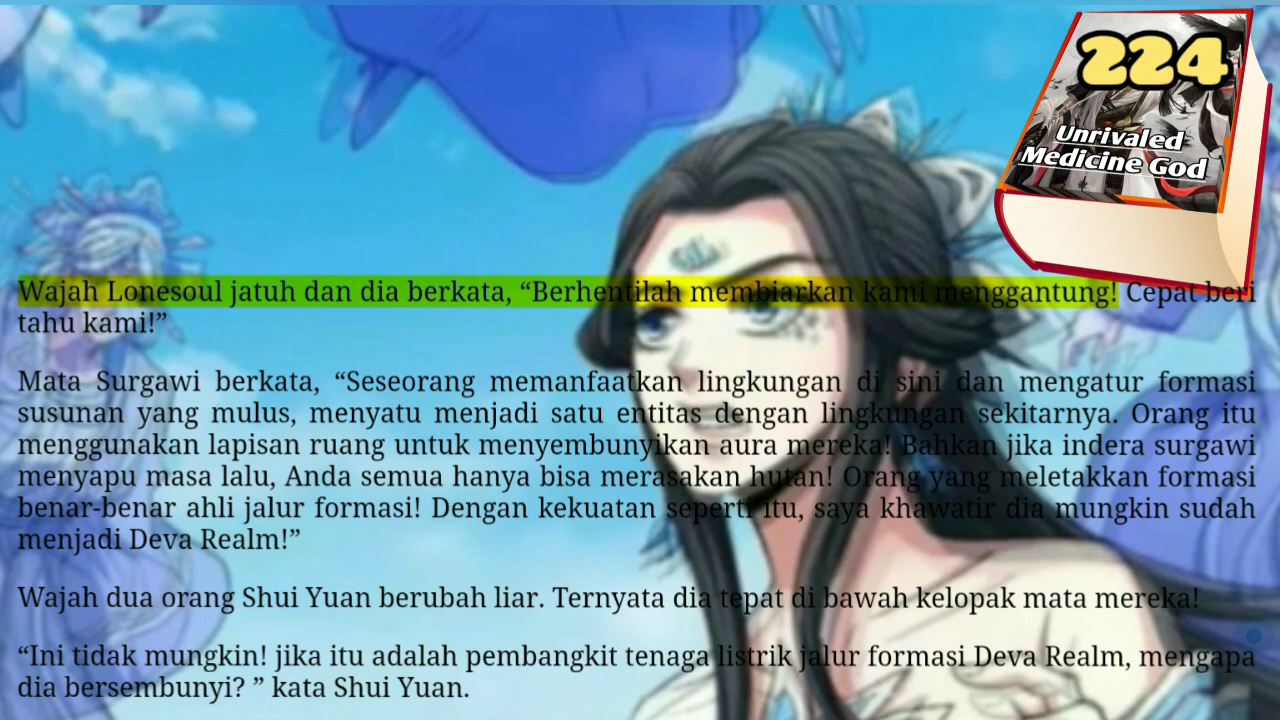 224
Unrivaled
Medicine God
Wajah Lonesoul jatuh dan dia berkata, “Berhentilah membiarkan kami menggantung! Cepat beri
tahu kami!”
Mata Surgawi berkata, “Seseorang memanfaatkan lingkungan di sini dan mengatur formasi
susunan yang mulus, menyatu menjadi satu entitas dengan lingkungan sekitarnya. Orang itu
menggunakan lapisan ruang untuk menyembunyikan aura mereka! Bahkan jika indera surgawi
menyapu masa lalu, Anda semua hanya bisa merasakan hutan! Orang yang meletakkan formasi
benar-benar ahli jalur formasi! Dengan kekuatan seperti itu, saya khawatir dia mungkin sudah
menjadi Deva Realm!”
Wajah dua orang Shui Yuan berubah liar. Ternyata dia tepat di bawah kelopak mata mereka!
“Ini tidak mungkin! jika itu adalah pembangkit tenaga listrik jalur formasi Deva Realm, mengapa
dia bersembunyi? ” kata Shui Yuan.